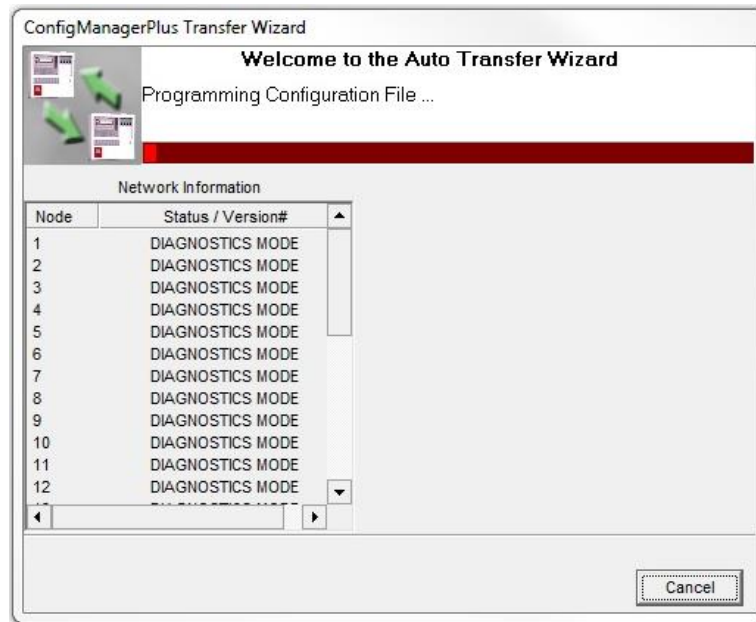 ConfigManagerPlus Transfer Wizard
Welcome to the Auto Transfer Wizard
Programming Configuration File ...
Network Information
Node Status / Version#
1 DIAGNOSTICS MODE
2 DIAGNOSTICS MODE
3 DIAGNOSTICS MODE
4 DIAGNOSTICS MODE
5 DIAGNOSTICS MODE
6 DIAGNOSTICS MODE
7 DIAGNOSTICS MODE
8 DIAGNOSTICS MODE
9 DIAGNOSTICS MODE
10 DIAGNOSTICS MODE
11 DIAGNOSTICS MODE
12 DIAGNOSTICS MODE
Cancel